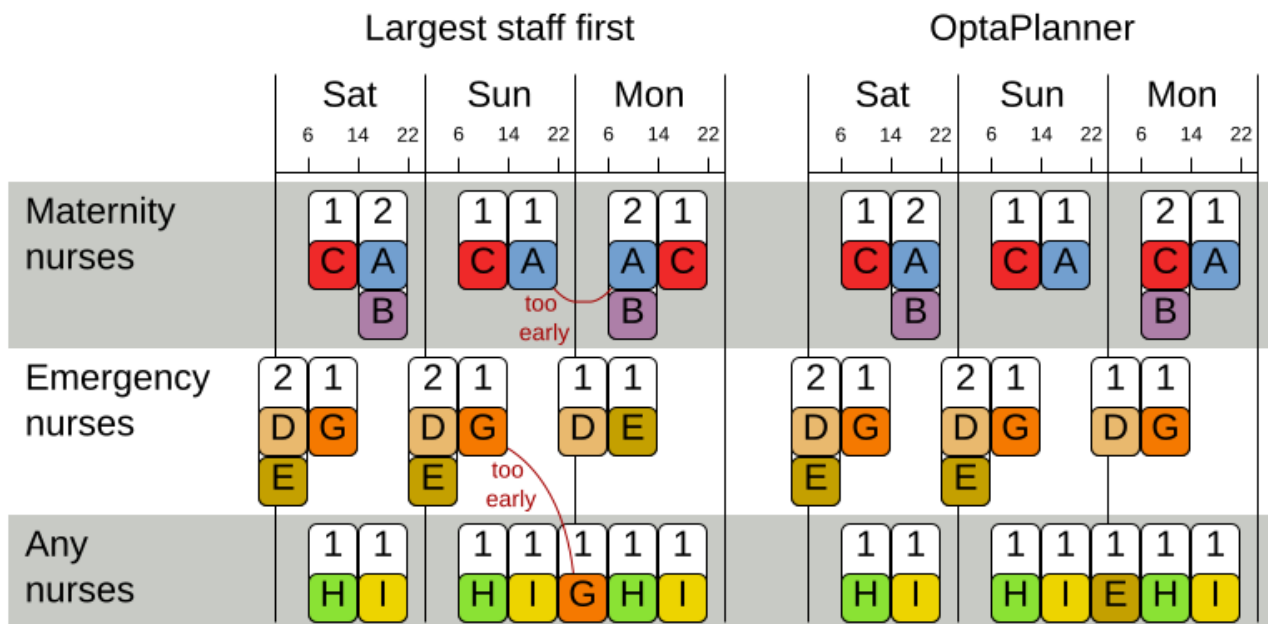 Largest staff first OptaPlanner
Sat Sun Mon Sat Sun Mon
6 14 22 6 14 22 6 14 22 6 14 22 6 14 22 6 14 22
Maternity
nurses
1 2 1 1 2 1 1 2 1 1 2 1
C A C A A C C A C A C A
B B B B
too
early
Emergency
nurses
2 1 2 1 1 1 2 1 2 1 1 1
D G D G D E D G D G D G
E E E E
too
early
Any
nurses
1 1 1 1 1 1 1 1 1 1 1 1 1 1
H I H I G H I H I H I E H I